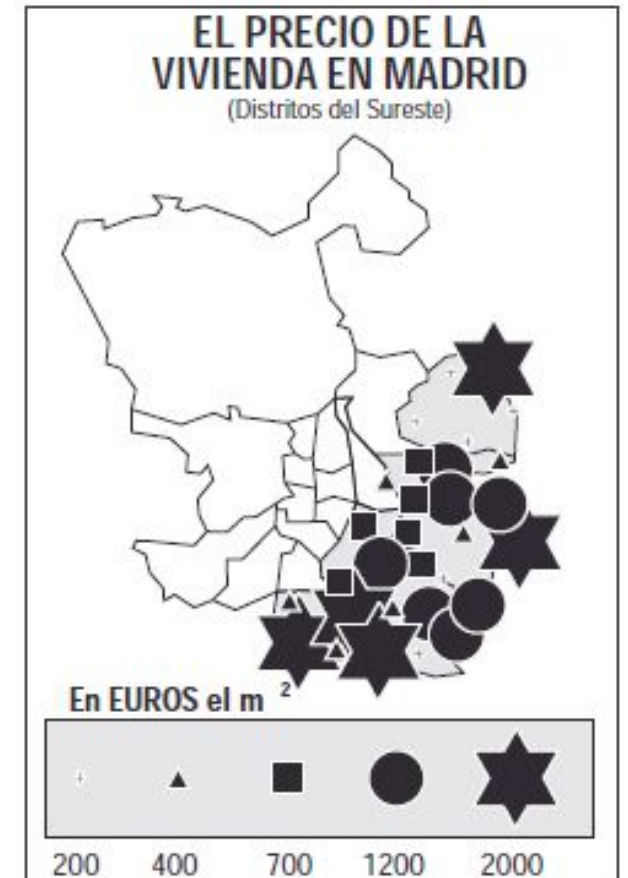 EL PRECIO DE LA
VIVIENDA EN MADRID
(Distritos del Sureste)
En EUROS el m ²
200 400 700 1200 2000